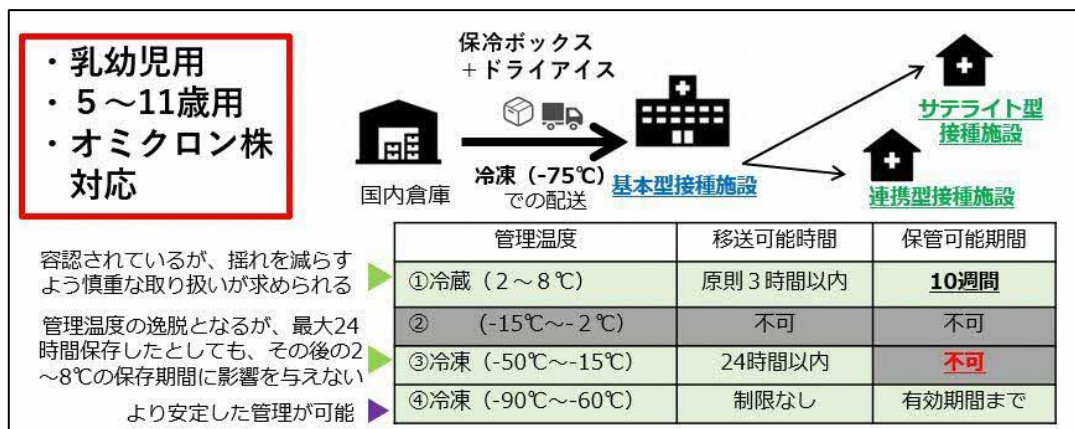 ・乳幼児用
・５～11歳用
・オミクロン株
対応
保冷ボックス
＋ドライアイス
国内倉庫
冷凍（-75℃）
での配送
基本型接種施設
サテライト型
接種施設
連携型接種施設
容認されているが、揺れを減らす
よう慎重な取り扱いが求められる
管理温度の逸脱となるが、最大24
時間保存したとしても、その後の2
～8℃の保存期間に影響を与えない
より安定した管理が可能
管理温度 移送可能時間 保管可能期間
①冷蔵（２～８℃） 原則３時間以内 10週間
② (-15℃～-２℃） 不可 不可
③冷凍（-50℃～-15℃） 24時間以内 不可
④冷凍（-90℃～-60℃） 制限なし 有効期間まで